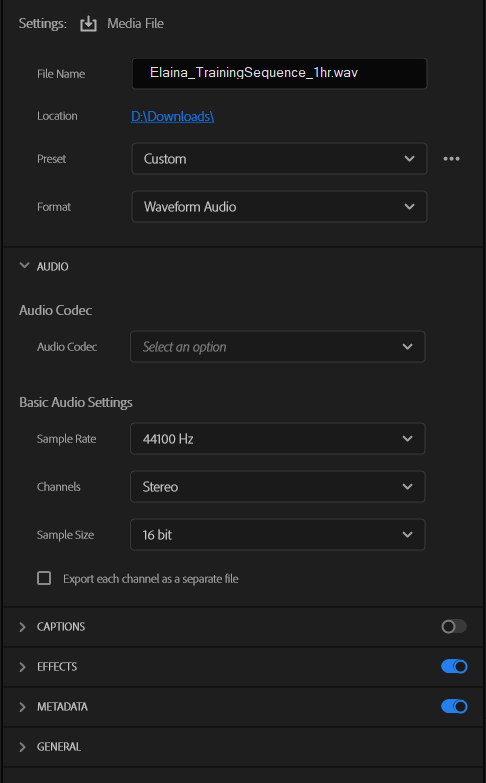 Settings: Media File
File Name Elaina_TrainingSequence_1hr.wav
Location D:\Downloads\
Preset Custom
Format Waveform Audio
AUDIO
Audio Codec
Audio Codec Select an option
Basic Audio Settings
Sample Rate 44100 Hz
Channels Stereo
Sample Size 16 bit
Export each channel as a separate file
CAPTIONS
EFFECTS
METADATA
GENERAL